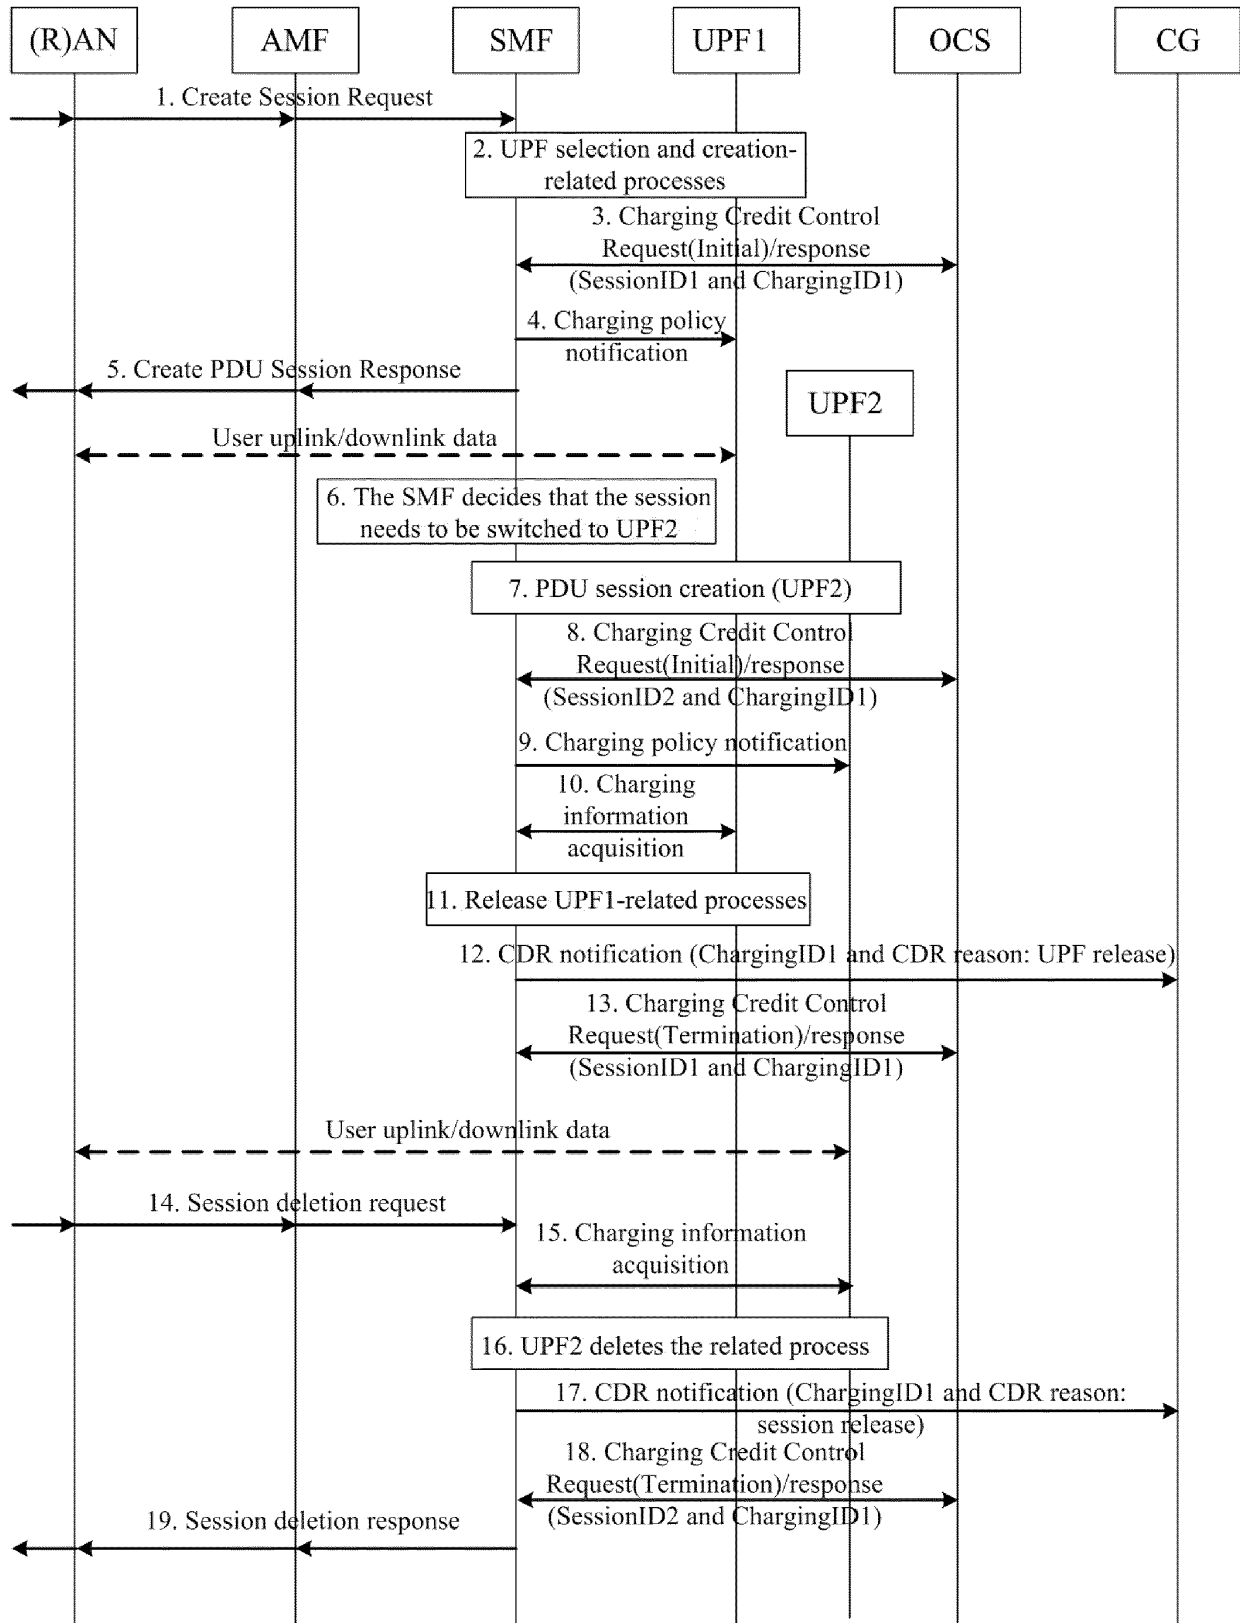 (R)AN
AMF
SMF
UPF1
OCS
CG
1. Create Session Request
2. UPF selection and creation-
related processes
3. Charging Credit Control
Request(Initial)/response
(SessionID1 and ChargingID1)
4. Charging policy
notification
5. Create PDU Session Response
UPF2
User uplink/downlink data
6. The SMF decides that the session
needs to be switched to UPF2
7. PDU session creation (UPF2)
8. Charging Credit Control
Request(Initial)/response
(SessionID2 and ChargingID1)
9. Charging policy notification
10. Charging
information
acquisition
11. Release UPF1-related processes
12. CDR notification (ChargingID1 and CDR reason: UPF release)
13. Charging Credit Control
Request(Termination)/response
(SessionID1 and ChargingID1)
User uplink/downlink data
14. Session deletion request
15. Charging information
acquisition
16. UPF2 deletes the related process
17. CDR notification (ChargingID1 and CDR reason:
session release)
18. Charging Credit Control
Request(Termination)/response
(SessionID2 and ChargingID1)
19. Session deletion response